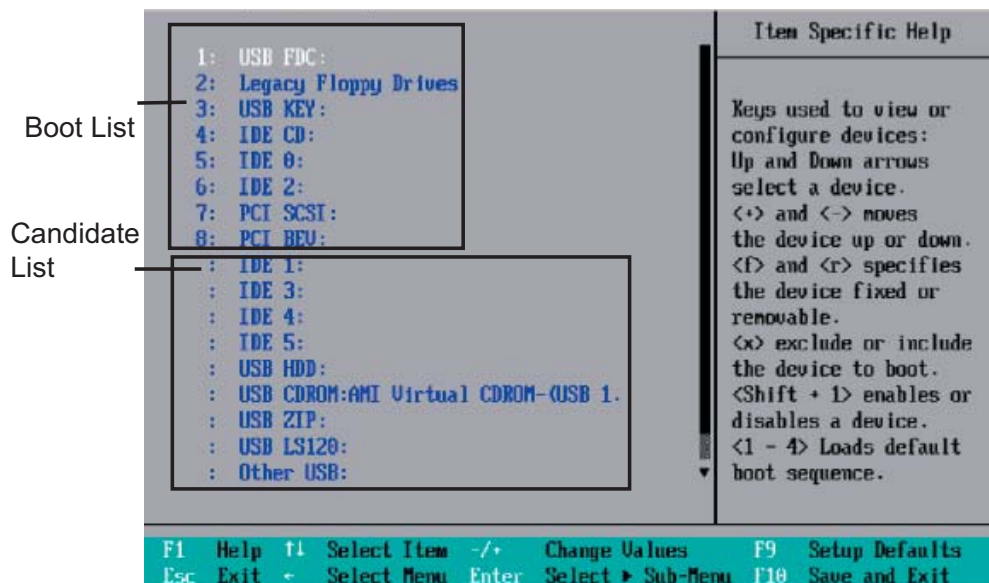 Boot List
Candidate
List
1: USB FDC:
2: Legacy Floppy Drives
3: USB KEY:
4: IDE CD:
5: IDE 0:
6: IDE 2:
7: PCI SCSI:
8: PCI BEV:
: IDE 1:
: IDE 3:
: IDE 4:
: IDE 5:
: USB HDD:
: USB CDROM:AMI Virtual CDROM-(USB 1.
: USB ZIP:
: USB LS120:
: Other USB:
Item Specific Help
Keys used to view or
configure devices:
Up and Down arrows
select a device.
<+> and <-> moves
the device up or down.
<f> and <r> specifies
the device fixed or
removable.
<x> exclude or include
the device to boot.
<Shift + 1> enables or
disables a device.
<1 - 4> Loads default
boot sequence.
F1 Help ↑↓ Select Item -/+ Change Values F9 Setup Defaults
Esc Exit ← Select Menu Enter Select ▶ Sub-Menu F10 Save and Exit